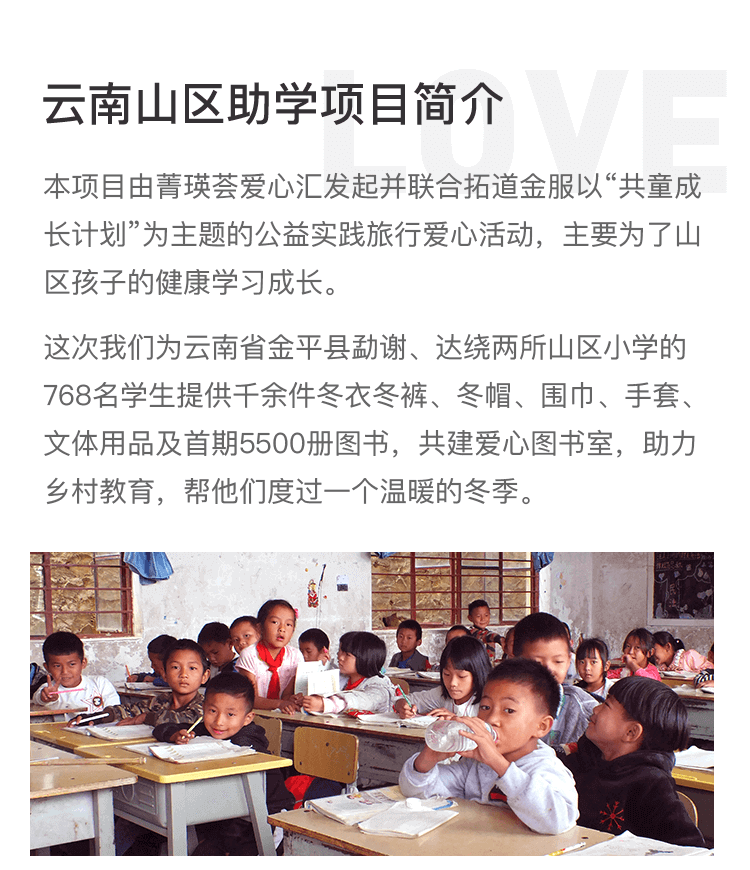 LOVE
云南山区助学项目简介
本项目由菁瑛荟爱心汇发起并联合拓道金服以“共童成
长计划”为主题的公益实践旅行爱心活动，主要为了山
区孩子的健康学习成长。
这次我们为云南省金平县勐谢、达绕两所山区小学的
768名学生提供千余件冬衣冬裤、冬帽、围巾、手套、
文体用品及首期5500册图书，共建爱心图书室，助力
乡村教育，帮他们度过一个温暖的冬季。